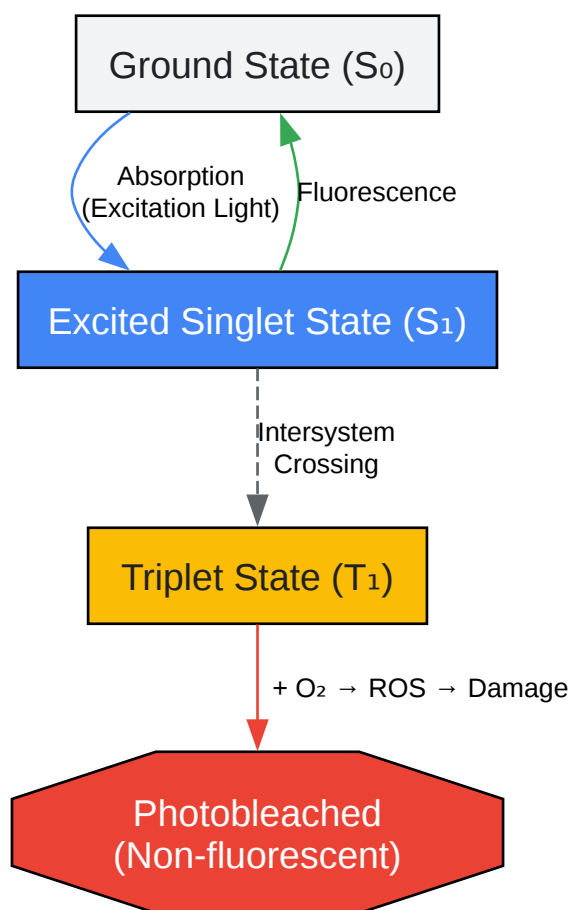 Ground State (S₀)
Absorption
(Excitation Light)
Fluorescence
Excited Singlet State (S₁)
Intersystem
Crossing
Triplet State (T₁)
+ O₂ → ROS → Damage
Photobleached
(Non-fluorescent)